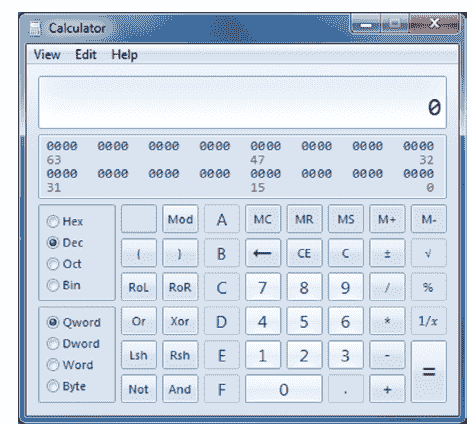 Calculator
View Edit Help
0
0000 0000 0000 0000 0000 0000 0000 0000
63 47 32
0000 0000 0000 0000 0000 0000 0000 0000
31 15 0
Hex Mod A MC MR MS M+ M-
Dec ( ) B ← CE C ± √
Oct RoL RoR C 7 8 9 / %
Bin
Qword Or Xor D 4 5 6 * 1/x
Dword Lsh Rsh E 1 2 3 - =
Word
Byte Not And F 0 . +